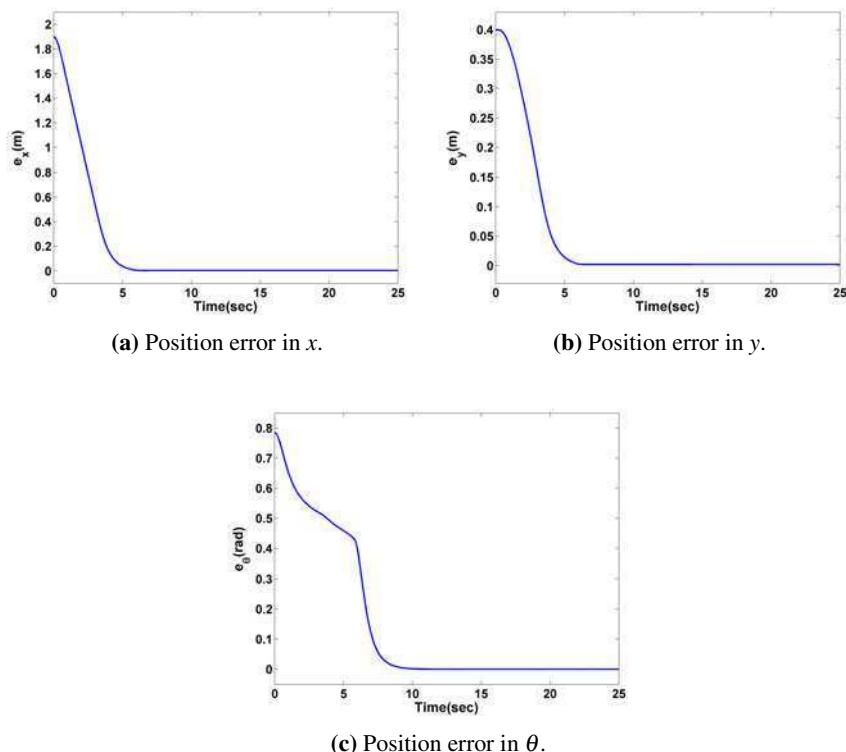 2
1.8
1.6
1.4
1.2
1
0.8
0.6
0.4
0.2
0
e_x(m)
0 5 10 15 20 25
Time(sec)
(a) Position error in x.
0.4
0.35
0.3
0.25
0.2
0.15
0.1
0.05
0
e_y(m)
0 5 10 15 20 25
Time(sec)
(b) Position error in y.
0.8
0.7
0.6
0.5
0.4
0.3
0.2
0.1
0
e_θ(rad)
0 5 10 15 20 25
Time(sec)
(c) Position error in θ.